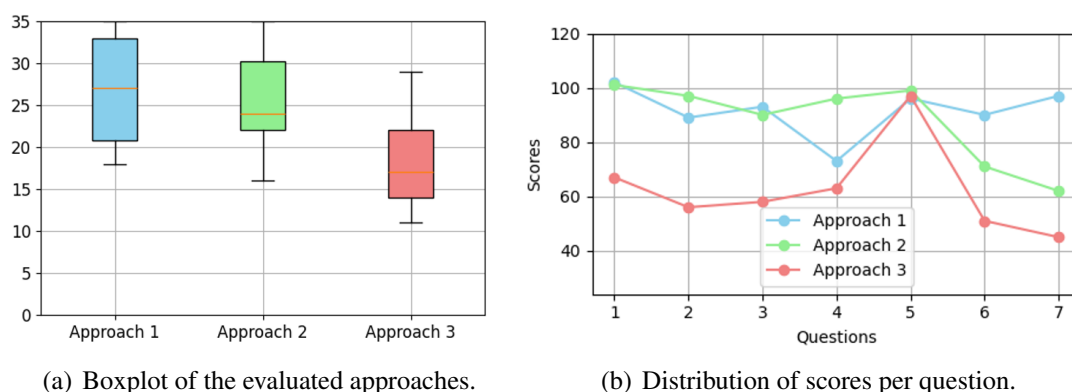 35
30
25
20
15
10
5
0
Approach 1 Approach 2 Approach 3
(a) Boxplot of the evaluated approaches.
120
100
80
60
40
Scores
Approach 1
Approach 2
Approach 3
1 2 3 4 5 6 7
Questions
(b) Distribution of scores per question.